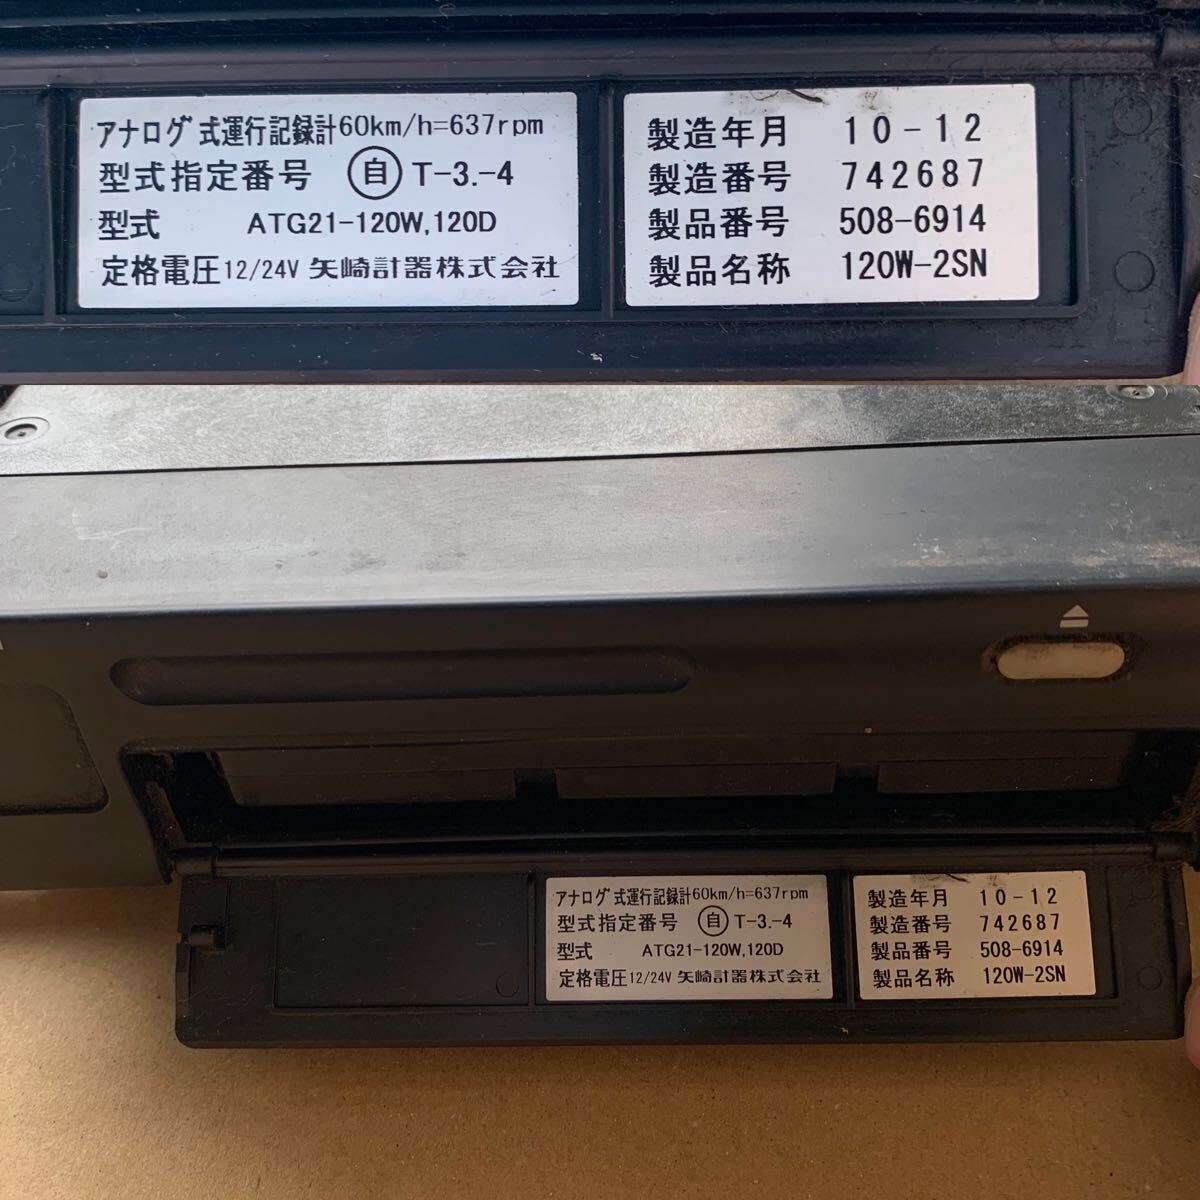 アナログ式運行記録計60km/h=637rpm
型式指定番号 自 T-3.-4
型式 ATG21-120W,120D
定格電圧12/24V 矢崎計器株式会社
製造年月 10-12
製造番号 742687
製品番号 508-6914
製品名称 120W-2SN
アナログ式運行記録計60km/h=637rpm
型式指定番号 自 T-3.-4
型式 ATG21-120W,120D
定格電圧12/24V 矢崎計器株式会社
製造年月 10-12
製造番号 742687
製品番号 508-6914
製品名称 120W-2SN